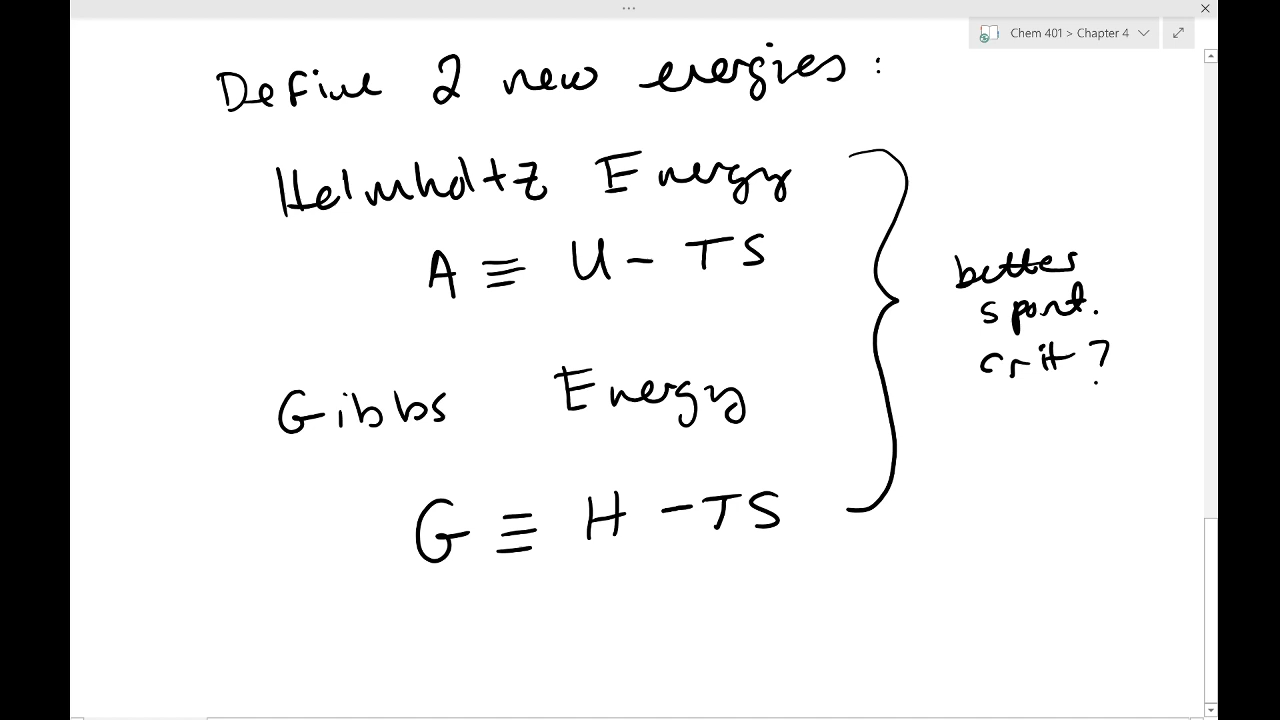 Chem 401 > Chapter 4
Define 2 new energies:
Helmholtz Energy
A ≡ U - TS
better
spont.
crit?
Gibbs Energy
G ≡ H - TS